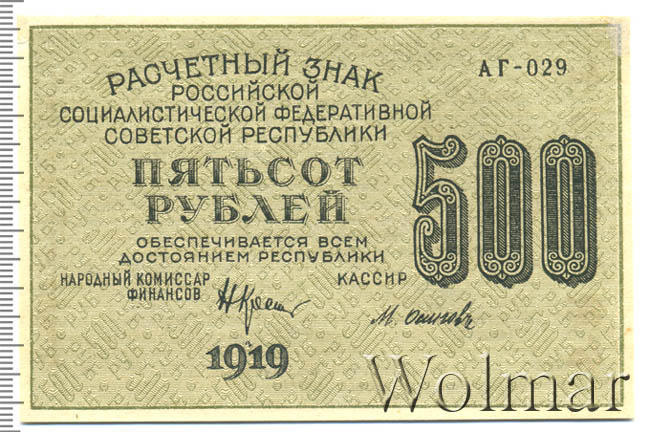 РАСЧЕТНЫЙ ЗНАК
АГ-029
РОССИЙСКОЙ
СОЦИАЛИСТИЧЕСКОЙ ФЕДЕРАТИВНОЙ
СОВЕТСКОЙ РЕСПУБЛИКИ
ПЯТЬСОТ
РУБЛЕЙ
500
ОБЕСПЕЧИВАЕТСЯ ВСЕМ
ДОСТОЯНИЕМ РЕСПУБЛИКИ
НАРОДНЫЙ КОМИССАР
ФИНАНСОВ
КАССИР
1919
Wolmar